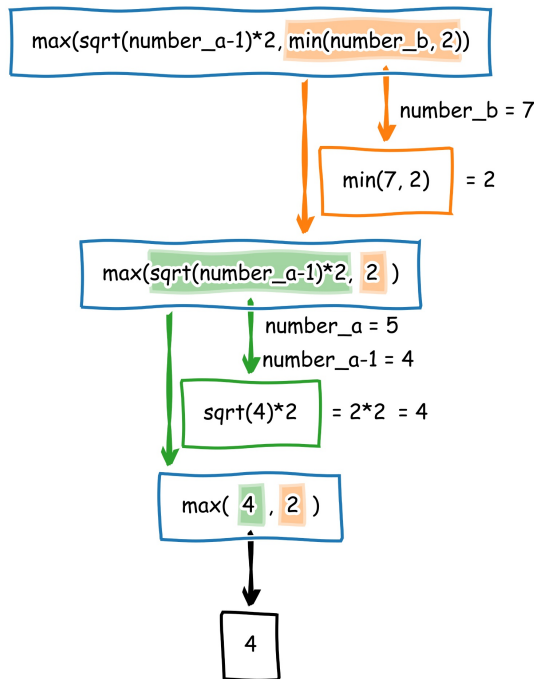 max(sqrt(number_a-1)*2, min(number_b, 2))
number_b = 7
min(7, 2) = 2
max(sqrt(number_a-1)*2, 2 )
number_a = 5
number_a-1 = 4
sqrt(4)*2 = 2*2 = 4
max( 4 , 2 )
4